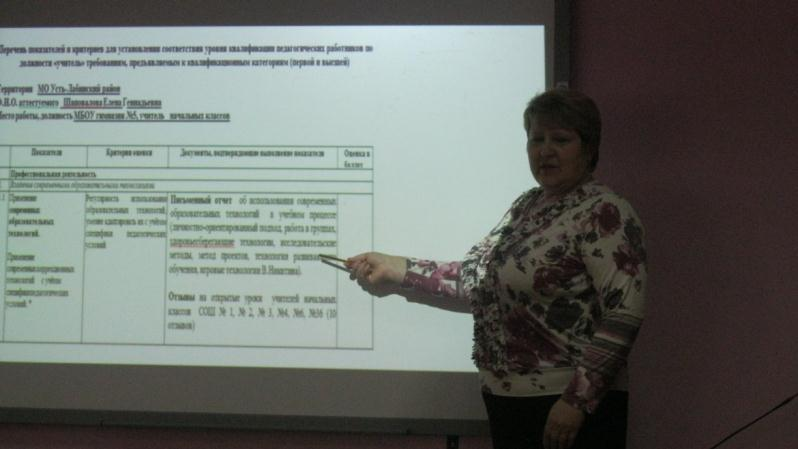 Перечень показателей и критериев для установления соответствия уровня квалификации педагогических работников по
должности «учитель» требованиям, предъявляемым к квалификационным категориям (первой и высшей)
Территория МО Усть-Лабинский район
Ф.И.О. аттестуемого Шаповалова Елена Геннадьевна
Место работы, должность МБОУ гимназия №5, учитель начальных классов
Показатели
Критерии оценки
Документы, подтверждающие выполнение показателя
Оценка в
баллах
Профессиональная деятельность
Владение современными образовательными технологиями
Применение
современных
образовательных
технологий.
Применение
современных коррекционных
технологий с учётом
специфики педагогических
условий. *
Регулярность использования
образовательных технологий,
умение адаптировать их с учётом
специфики педагогических
условий
Письменный отчет об использовании современных
образовательных технологий в учебном процессе
(личностно-ориентированный подход, работа в группах,
здоровьесберегающие технологии, исследовательские
методы, метод проектов, технология
обучения, игровые технологии В.Никитина).
Отзывы на открытые уроки учителей начальных
классов СОШ № 1, № 2, № 3, №4, №6, №36 (10
отзывов)